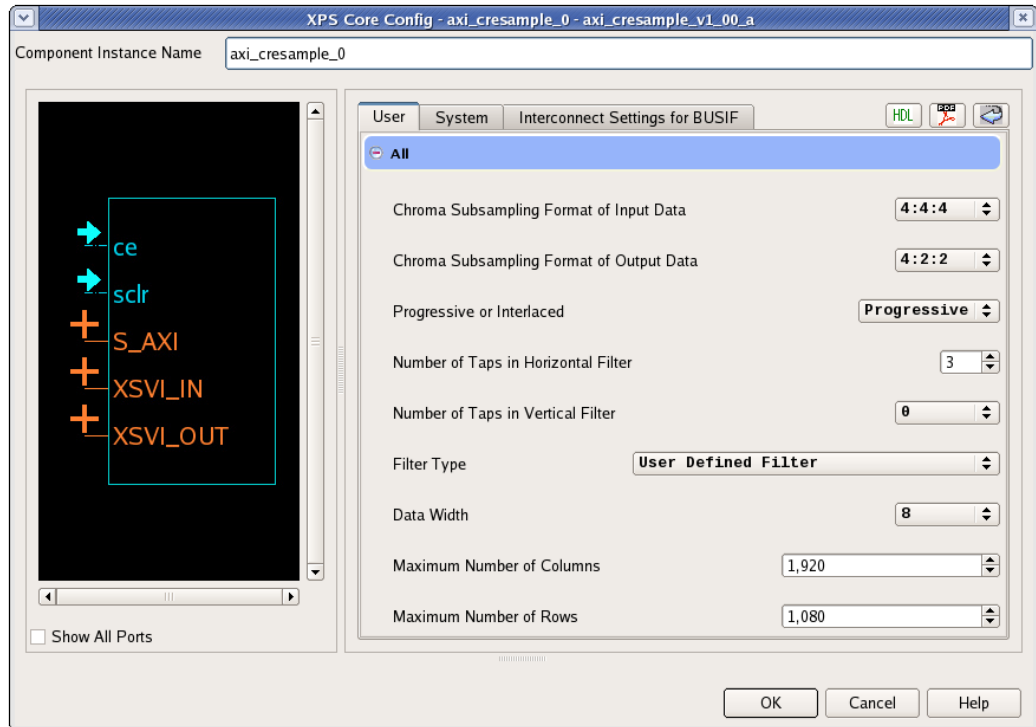 XPS Core Config - axi_cresample_0 - axi_cresample_v1_00_a
Component Instance Name axi_cresample_0
ce
sclr
S_AXI
XSVI_IN
XSVI_OUT
Show All Ports
User System Interconnect Settings for BUSIF HDL PDF
All
Chroma Subsampling Format of Input Data 4:4:4
Chroma Subsampling Format of Output Data 4:2:2
Progressive or Interlaced Progressive
Number of Taps in Horizontal Filter 3
Number of Taps in Vertical Filter 0
Filter Type User Defined Filter
Data Width 8
Maximum Number of Columns 1,920
Maximum Number of Rows 1,080
OK Cancel Help